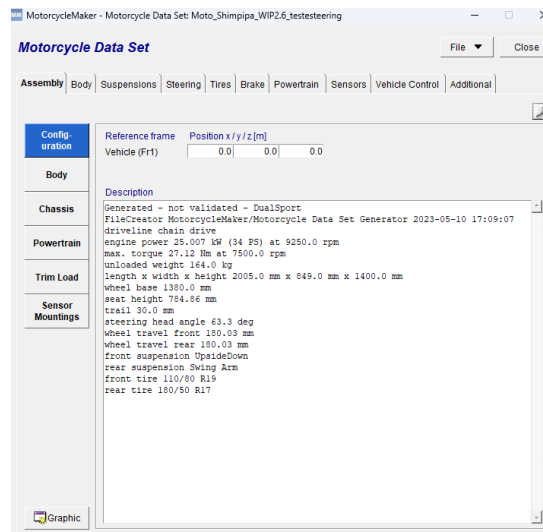 MM MotorcycleMaker - Motorcycle Data Set: Moto_Shimpipa_WIP2.6_testesteering
Motorcycle Data Set
File
Close
Assembly Body Suspensions Steering Tires Brake Powertrain Sensors Vehicle Control Additional
Config-
uration
Body
Chassis
Powertrain
Trim Load
Sensor
Mountings
Graphic
Reference frame Position x / y / z [m]
Vehicle (Fr1) 0.0 0.0 0.0
Description
Generated - not validated - DualSport
FileCreator MotorcycleMaker/Motorcycle Data Set Generator 2023-05-10 17:09:07
driveline chain drive
engine power 25.007 kW (34 PS) at 9250.0 rpm
max. torque 27.12 Nm at 7500.0 rpm
unloaded weight 164.0 kg
length x width x height 2005.0 mm x 849.0 mm x 1400.0 mm
wheel base 1380.0 mm
seat height 784.86 mm
trail 30.0 mm
steering head angle 63.3 deg
wheel travel front 180.03 mm
wheel travel rear 180.03 mm
front suspension UpsideDown
rear suspension Swing Arm
front tire 110/80 R19
rear tire 180/50 R17